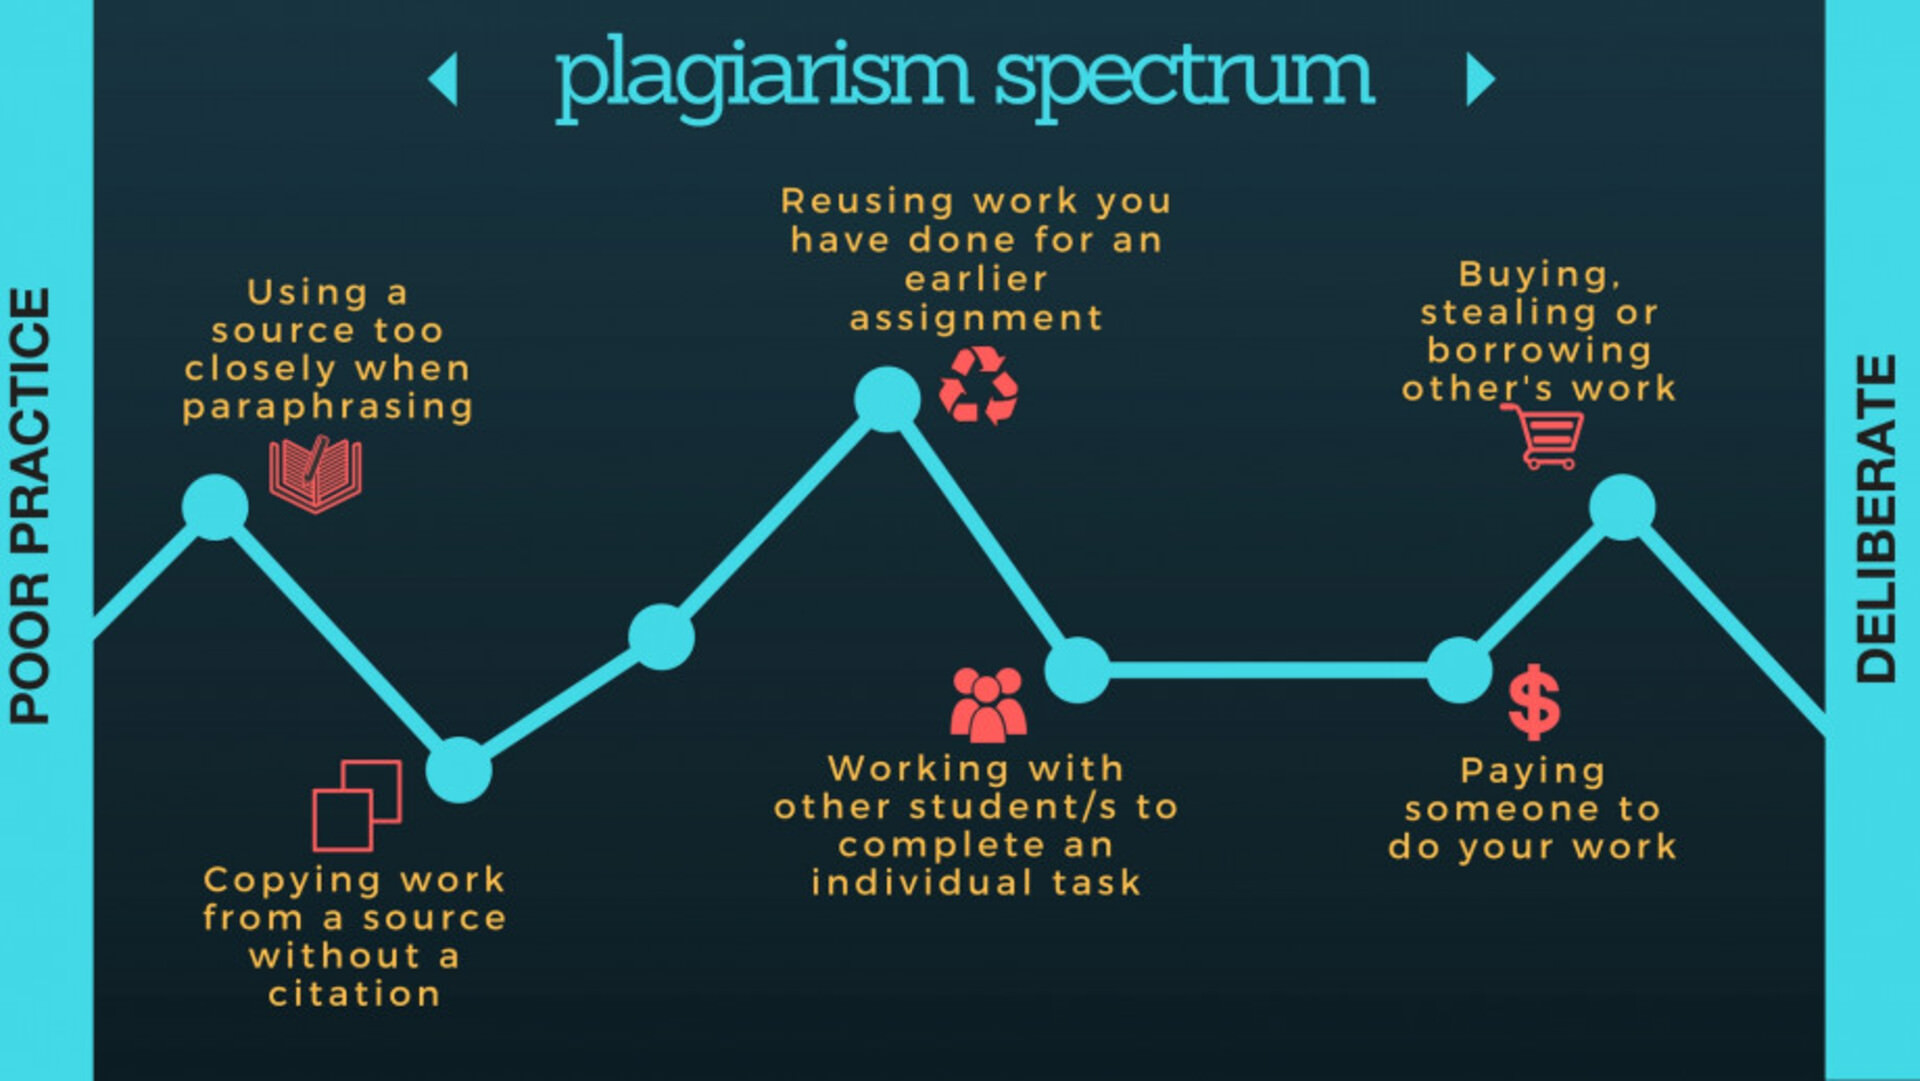 plagiarism spectrum
POOR PRACTICE
Using a
source too
closely when
paraphrasing
Copying work
from a source
without a
citation
Reusing work you
have done for an
earlier
assignment
Working with
other student/s to
complete an
individual task
Buying,
stealing or
borrowing
other's work
$
Paying
someone to
do your work
DELIBERATE